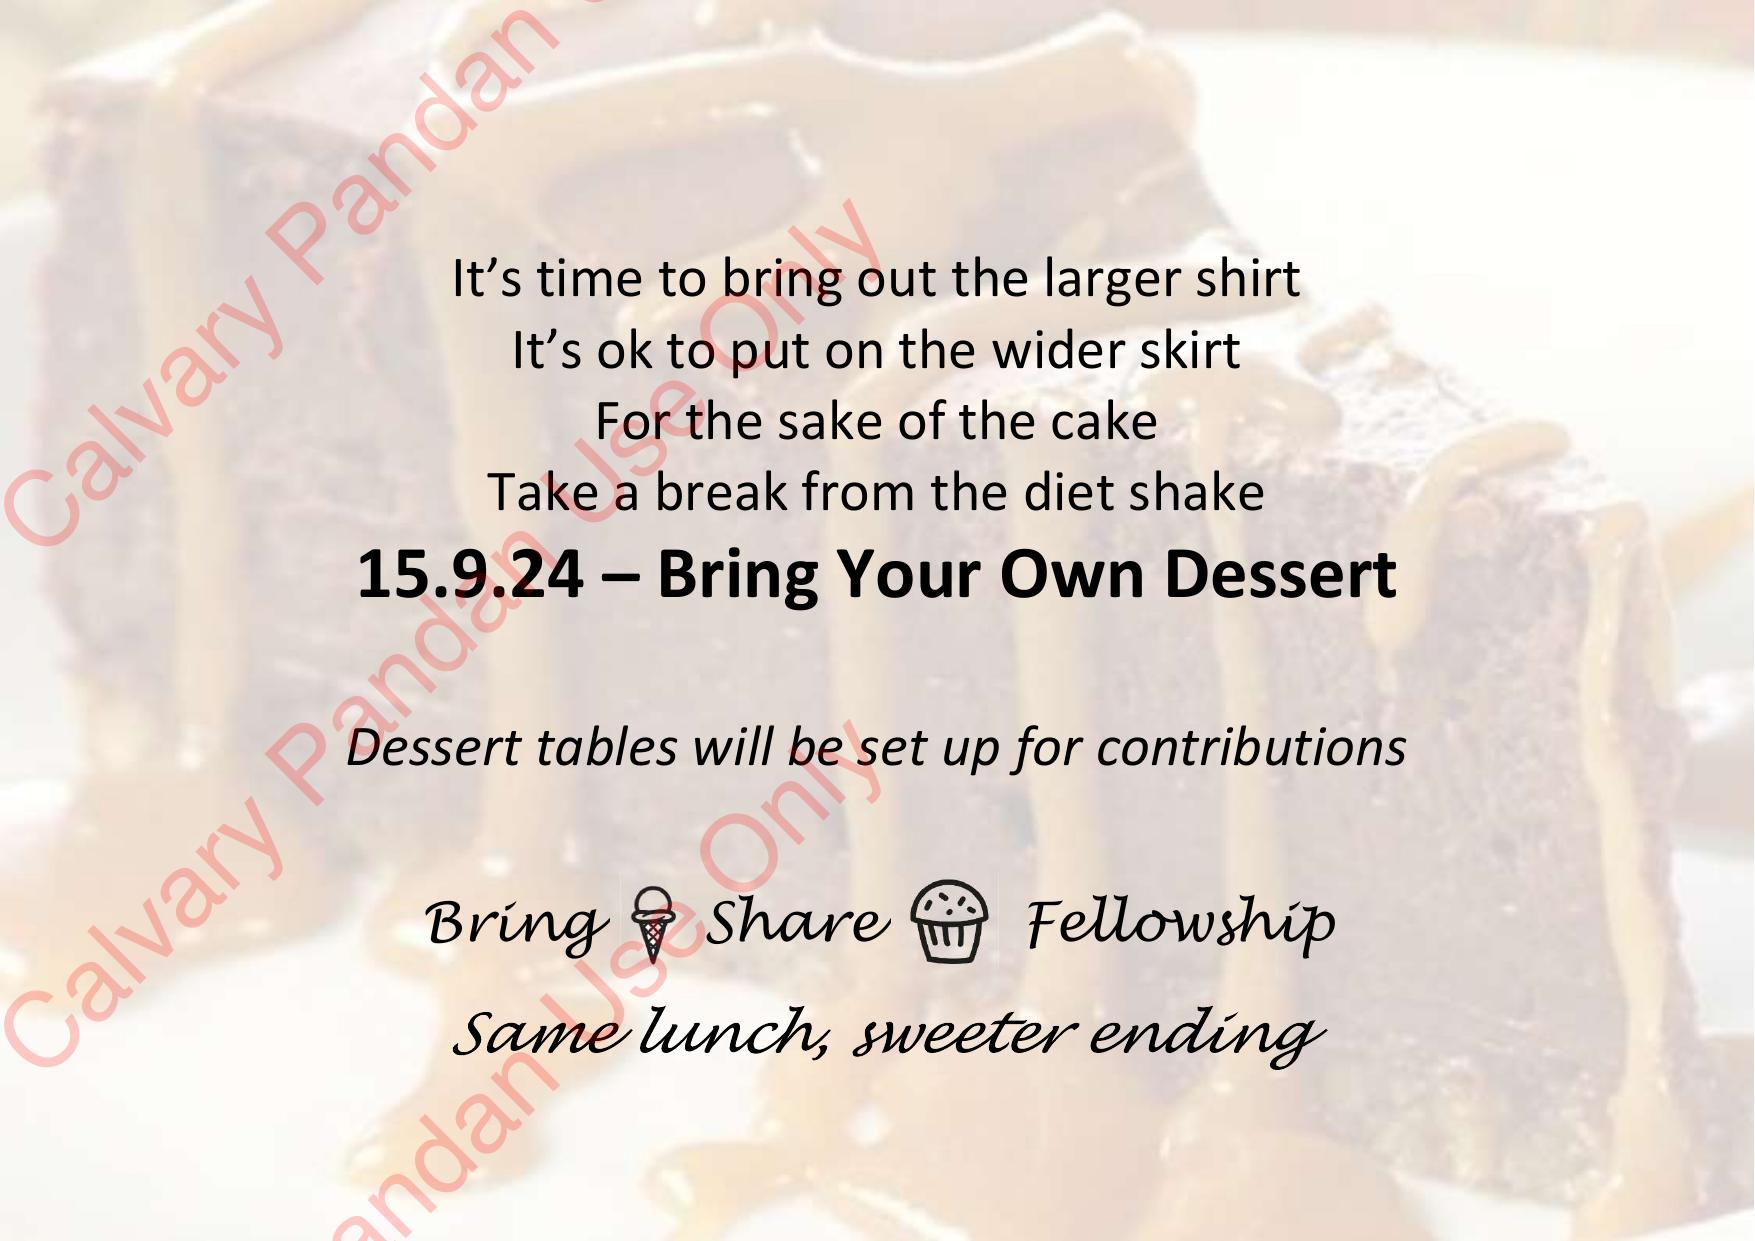 It’s time to bring out the larger shirt
It’s ok to put on the wider skirt
For the sake of the cake
Take a break from the diet shake
15.9.24 – Bring Your Own Dessert
Dessert tables will be set up for contributions
Bring Share Fellowship
Same lunch, sweeter ending
Calvary Pandan
Use Only
Calvary Pandan Use Only
Calvary Pandan Use Only